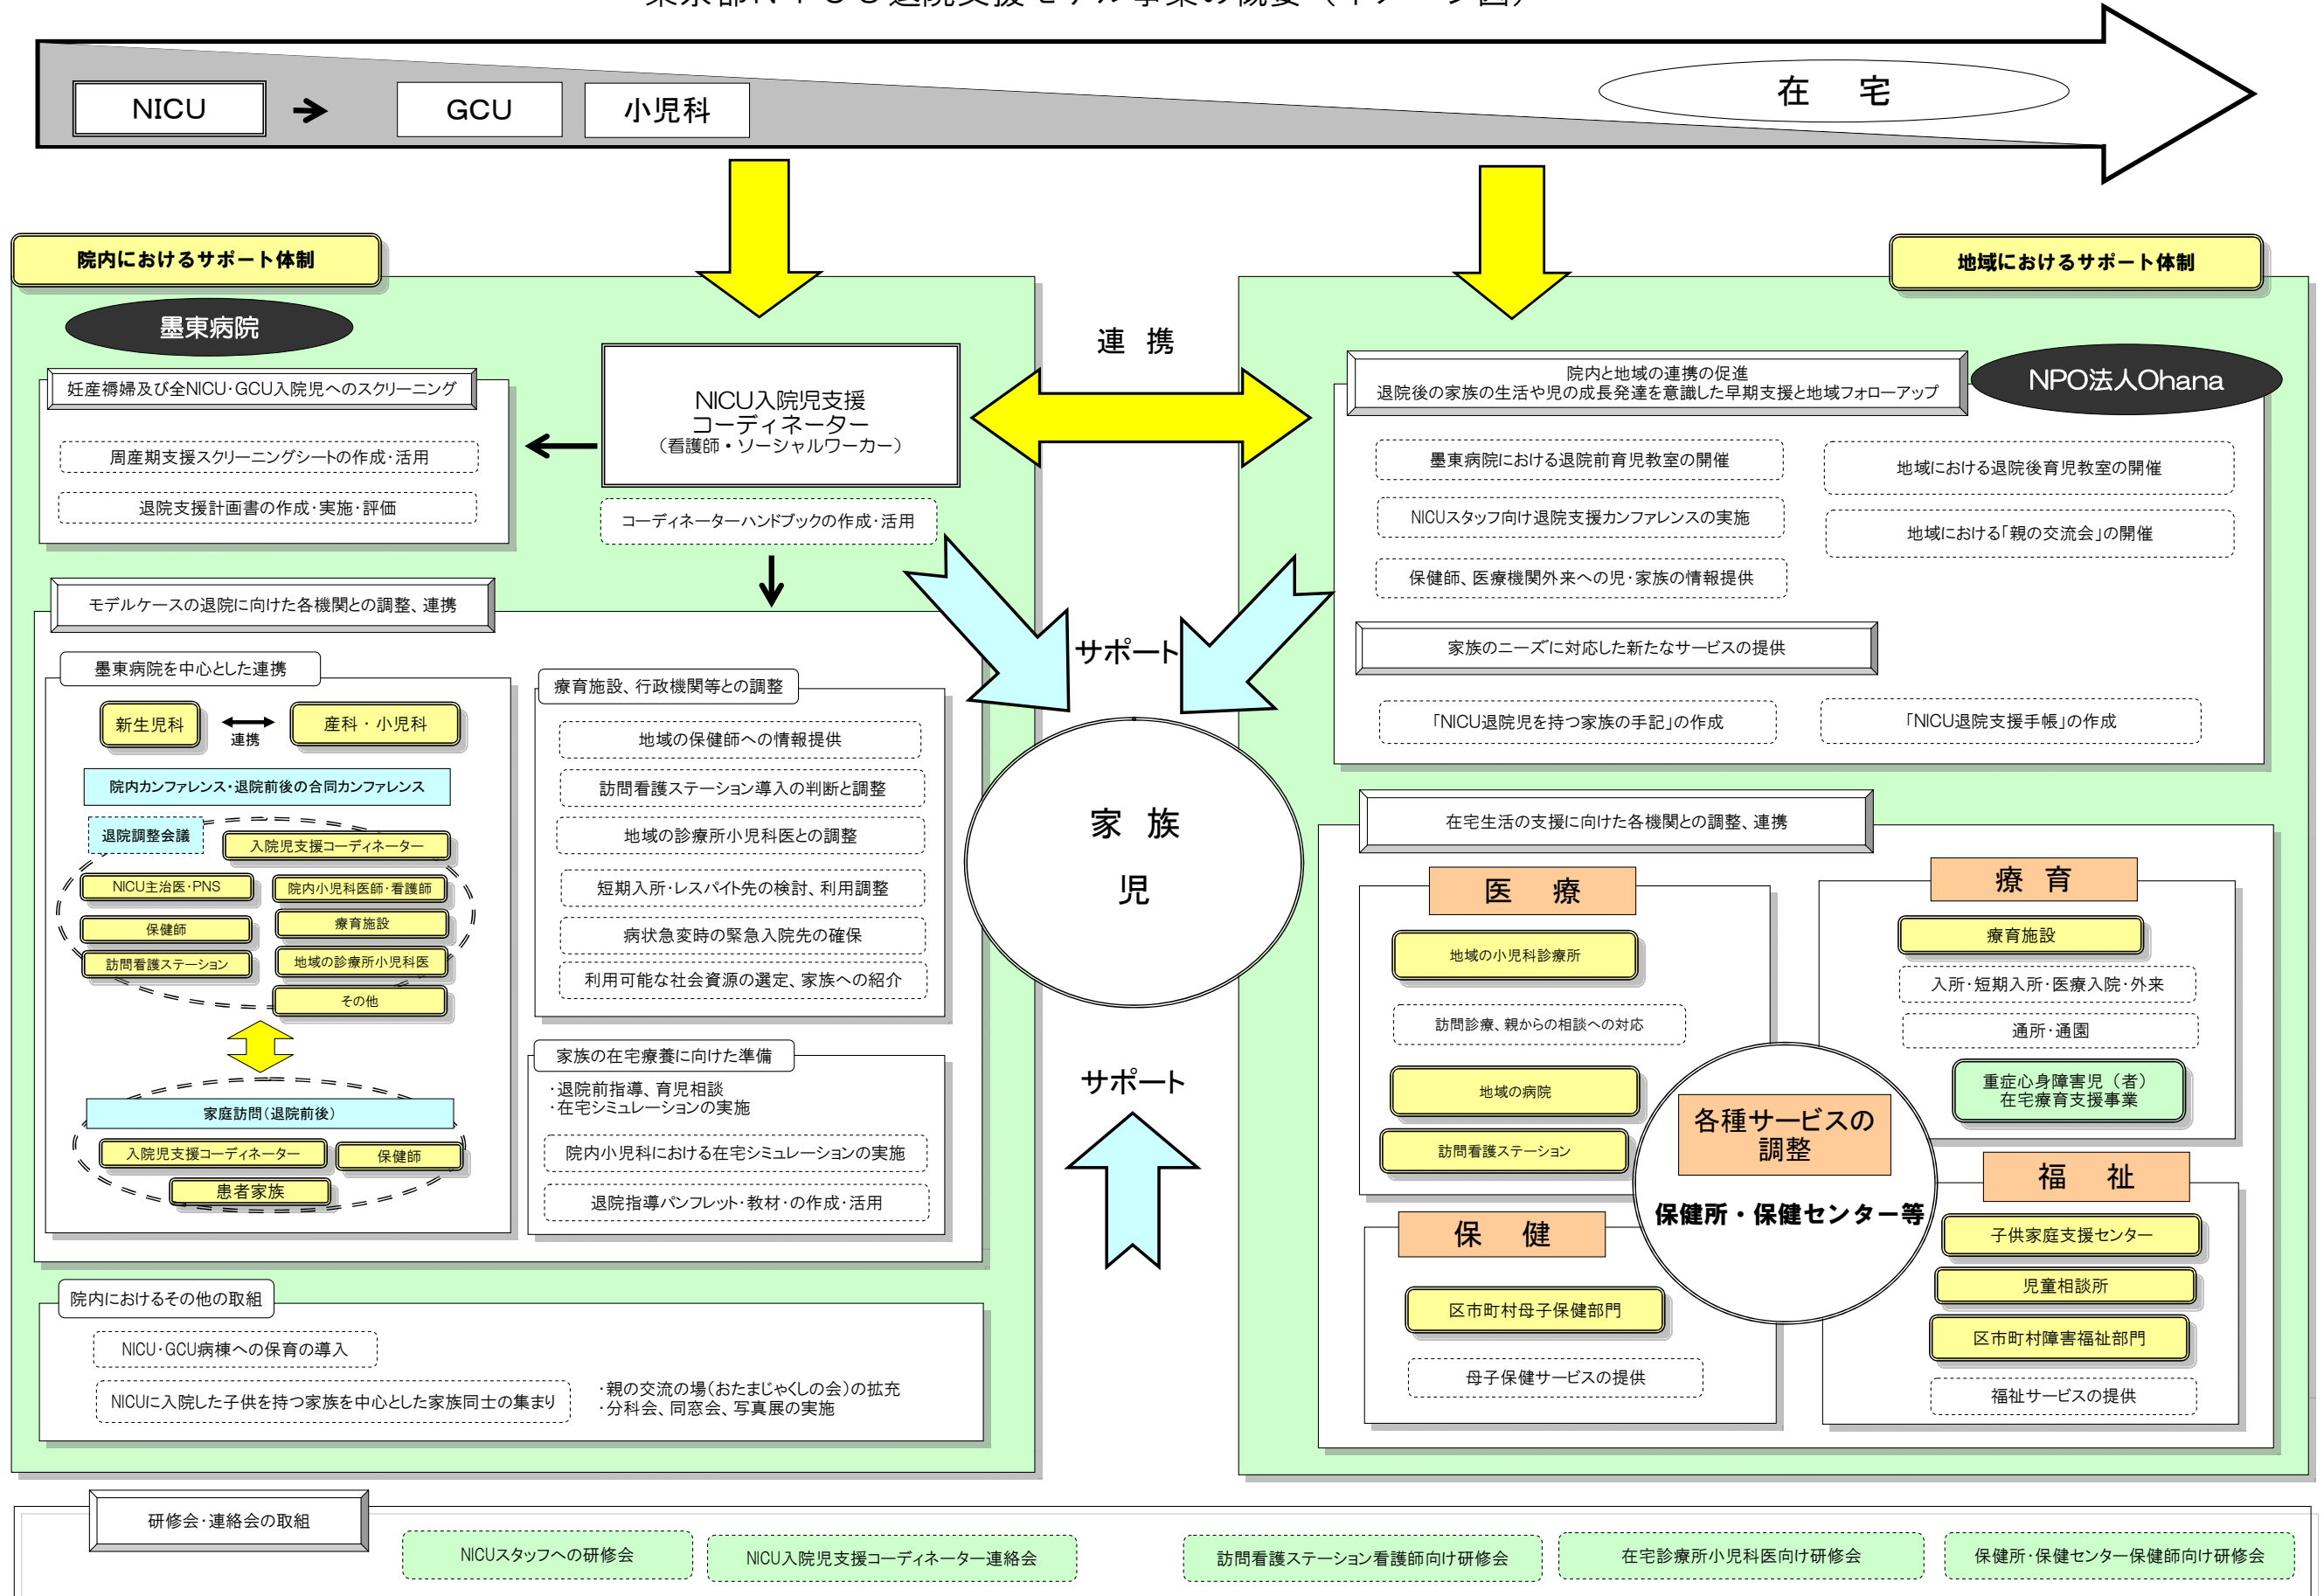 東京都NICU退院支援モデル事業の概要（イメージ図）
NICU
GCU
小児科
在　宅
院内におけるサポート体制
墨東病院
妊産褥婦及び全NICU・GCU入院児へのスクリーニング
周産期支援スクリーニングシートの作成・活用
退院支援計画書の作成・実施・評価
NICU入院児支援
コーディネーター
（看護師・ソーシャルワーカー）
コーディネーターハンドブックの作成・活用
モデルケースの退院に向けた各機関との調整、連携
墨東病院を中心とした連携
新生児科
連携
産科・小児科
院内カンファレンス・退院前後の合同カンファレンス
退院調整会議
入院児支援コーディネーター
NICU主治医・PNS
院内小児科医師・看護師
保健師
療育施設
訪問看護ステーション
地域の診療所小児科医
その他
家庭訪問（退院前後）
入院児支援コーディネーター
保健師
患者家族
療育施設、行政機関等との調整
地域の保健師への情報提供
訪問看護ステーション導入の判断と調整
地域の診療所小児科医との調整
短期入所・レスパイト先の検討、利用調整
病状急変時の緊急入院先の確保
利用可能な社会資源の選定、家族への紹介
家族の在宅療養に向けた準備
・退院前指導、育児相談
・在宅シミュレーションの実施
院内小児科における在宅シミュレーションの実施
退院指導パンフレット・教材・の作成・活用
院内におけるその他の取組
NICU・GCU病棟への保育の導入
NICUに入院した子供を持つ家族を中心とした家族同士の集まり
・親の交流の場（おたまじゃくしの会）の拡充
・分科会、同窓会、写真展の実施
連　携
サポート
家　族
児
サポート
地域におけるサポート体制
NPO法人Ohana
院内と地域の連携の促進
退院後の家族の生活や児の成長発達を意識した早期支援と地域フォローアップ
墨東病院における退院前育児教室の開催
地域における退院後育児教室の開催
NICUスタッフ向け退院支援カンファレンスの実施
地域における「親の交流会」の開催
保健師、医療機関外来への児・家族の情報提供
家族のニーズに対応した新たなサービスの提供
「NICU退院児を持つ家族の手記」の作成
「NICU退院支援手帳」の作成
在宅生活の支援に向けた各機関との調整、連携
医　療
地域の小児科診療所
訪問診療、親からの相談への対応
地域の病院
訪問看護ステーション
療　育
療育施設
入所・短期入所・医療入院・外来
通所・通園
重症心身障害児（者）
在宅療育支援事業
各種サービスの
調整
保健所・保健センター等
保　健
区市町村母子保健部門
母子保健サービスの提供
福　祉
子供家庭支援センター
児童相談所
区市町村障害福祉部門
福祉サービスの提供
研修会・連絡会の取組
NICUスタッフへの研修会
NICU入院児支援コーディネーター連絡会
訪問看護ステーション看護師向け研修会
在宅診療所小児科医向け研修会
保健所・保健センター保健師向け研修会